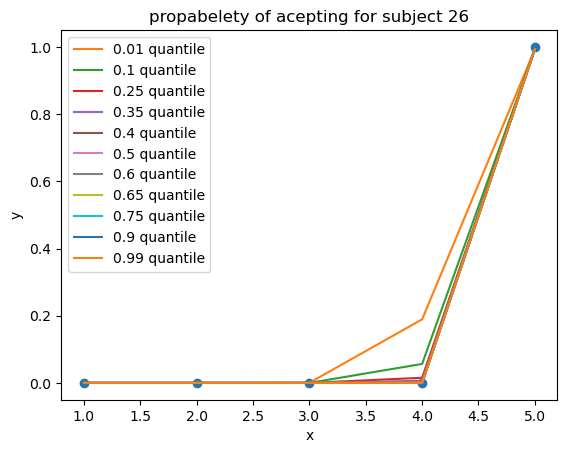 propabelety of acepting for subject 26
0.01 quantile
0.1 quantile
0.25 quantile
0.35 quantile
0.4 quantile
0.5 quantile
0.6 quantile
0.65 quantile
0.75 quantile
0.9 quantile
0.99 quantile
y
1.0
0.8
0.6
0.4
0.2
0.0
1.0 1.5 2.0 2.5 3.0 3.5 4.0 4.5 5.0
x